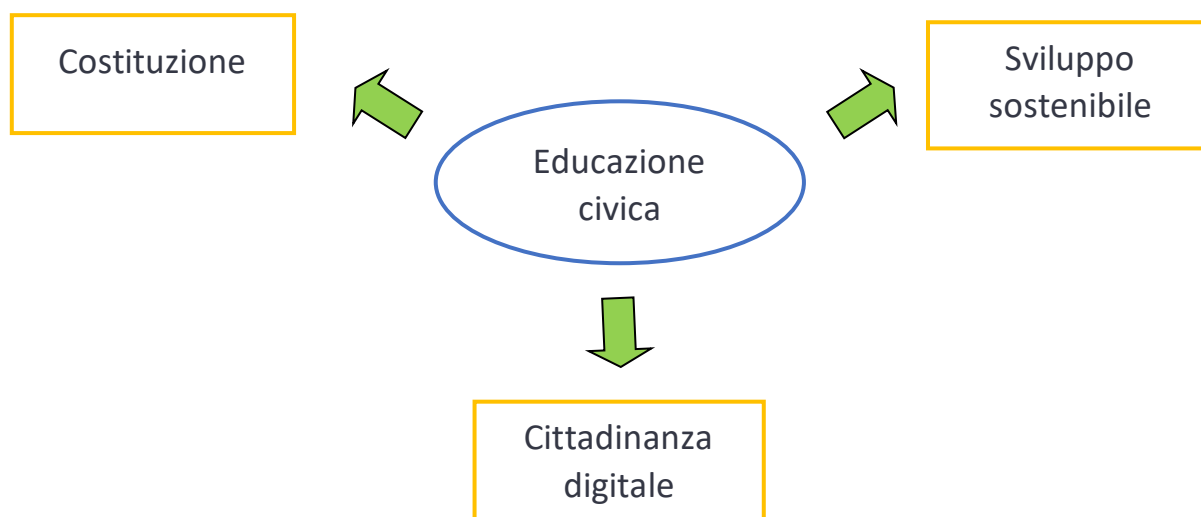 Costituzione
Sviluppo
sostenibile
Educazione
civica
Cittadinanza
digitale